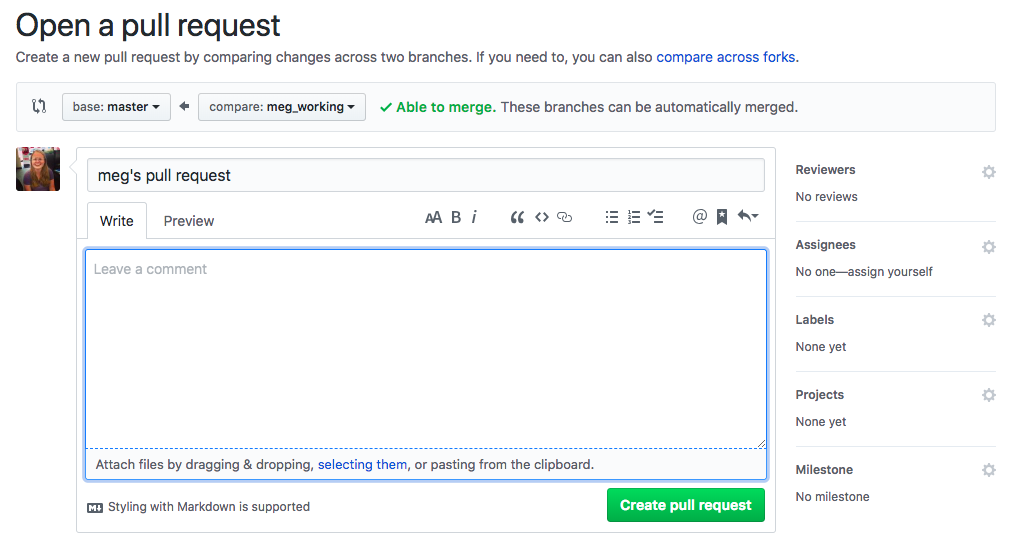 Open a pull request
Create a new pull request by comparing changes across two branches. If you need to, you can also compare across forks.
base: master
compare: meg_working
Able to merge. These branches can be automatically merged.
meg's pull request
Write
Preview
AA B i
@
Leave a comment
Attach files by dragging & dropping, selecting them, or pasting from the clipboard.
Styling with Markdown is supported
Create pull request
Reviewers
No reviews
Assignees
No one—assign yourself
Labels
None yet
Projects
None yet
Milestone
No milestone